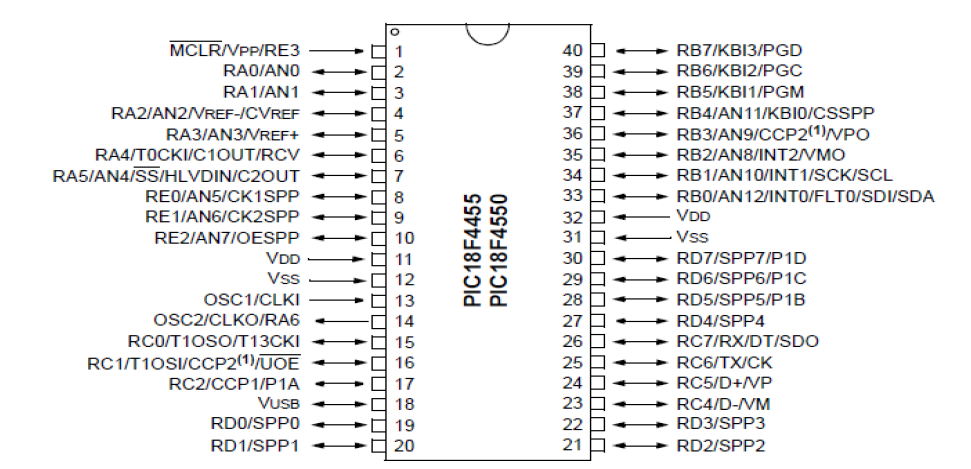 MCLR/VPP/RE3 1 40 RB7/KBI3/PGD
RA0/AN0 2 39 RB6/KBI2/PGC
RA1/AN1 3 38 RB5/KBI1/PGM
RA2/AN2/VREF-/CVREF 4 37 RB4/AN11/KBI0/CSSPP
RA3/AN3/VREF+ 5 36 RB3/AN9/CCP2(1)/VPO
RA4/T0CKI/C1OUT/RCV 6 35 RB2/AN8/INT2/VMO
RA5/AN4/SS/HLVDIN/C2OUT 7 34 RB1/AN10/INT1/SCK/SCL
RE0/AN5/CK1SPP 8 33 RB0/AN12/INT0/FLT0/SDI/SDA
RE1/AN6/CK2SPP 9 32 VDD
RE2/AN7/OESPP 10 31 VSS
VDD 11 30 RD7/SPP7/P1D
VSS 12 29 RD6/SPP6/P1C
OSC1/CLKI 13 28 RD5/SPP5/P1B
OSC2/CLKO/RA6 14 27 RD4/SPP4
RC0/T1OSO/T13CKI 15 26 RC7/RX/DT/SDO
RC1/T1OSI/CCP2(1)/UOE 16 25 RC6/TX/CK
RC2/CCP1/P1A 17 24 RC5/D+/VP
VUSB 18 23 RC4/D-/VM
RD0/SPP0 19 22 RD3/SPP3
RD1/SPP1 20 21 RD2/SPP2
PIC18F4455
PIC18F4550